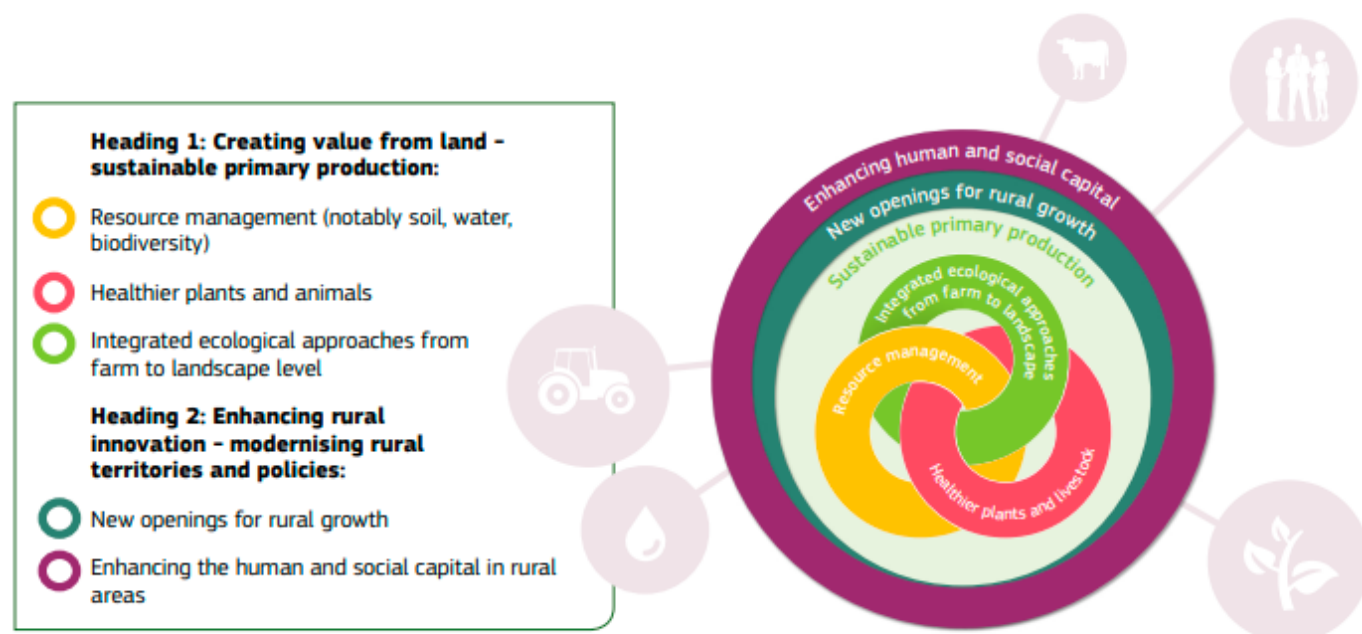 Heading 1: Creating value from land –
sustainable primary production:
Resource management (notably soil, water,
biodiversity)
Healthier plants and animals
Integrated ecological approaches from
farm to landscape level
Heading 2: Enhancing rural
innovation – modernising rural
territories and policies:
New openings for rural growth
Enhancing the human and social capital in rural
areas
Enhancing human and social capital
New openings for rural growth
Sustainable primary production
Integrated ecological approaches
from farm to landscape
Resource management
Healthier plants and livestock